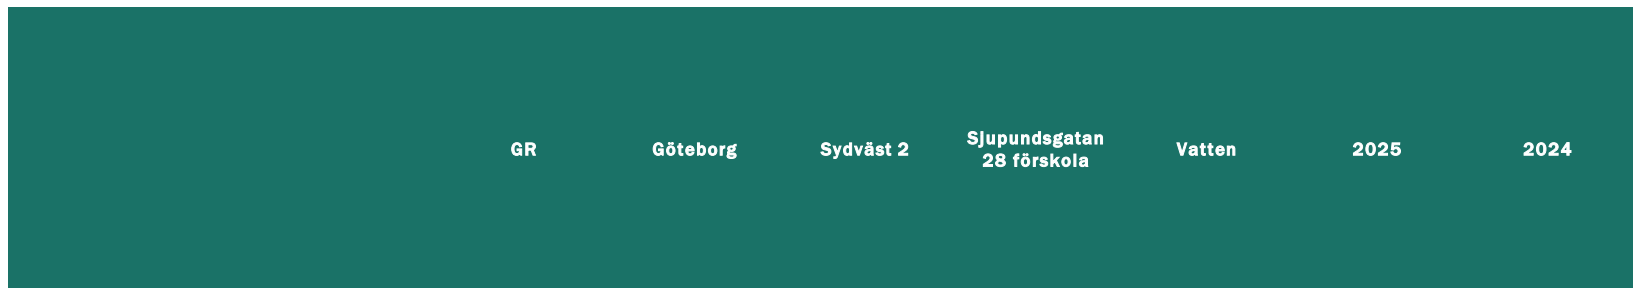 GR
Göteborg
Sydväst 2
Sjupundsgatan
28 förskola
Vatten
2025
2024